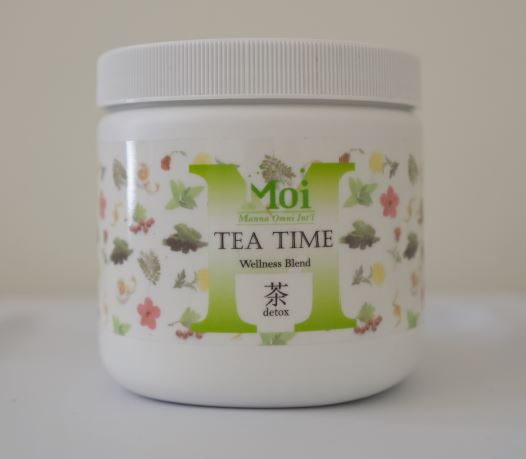 Moi
Manna Omni Int'l
TEA TIME
Wellness Blend
茶
detox